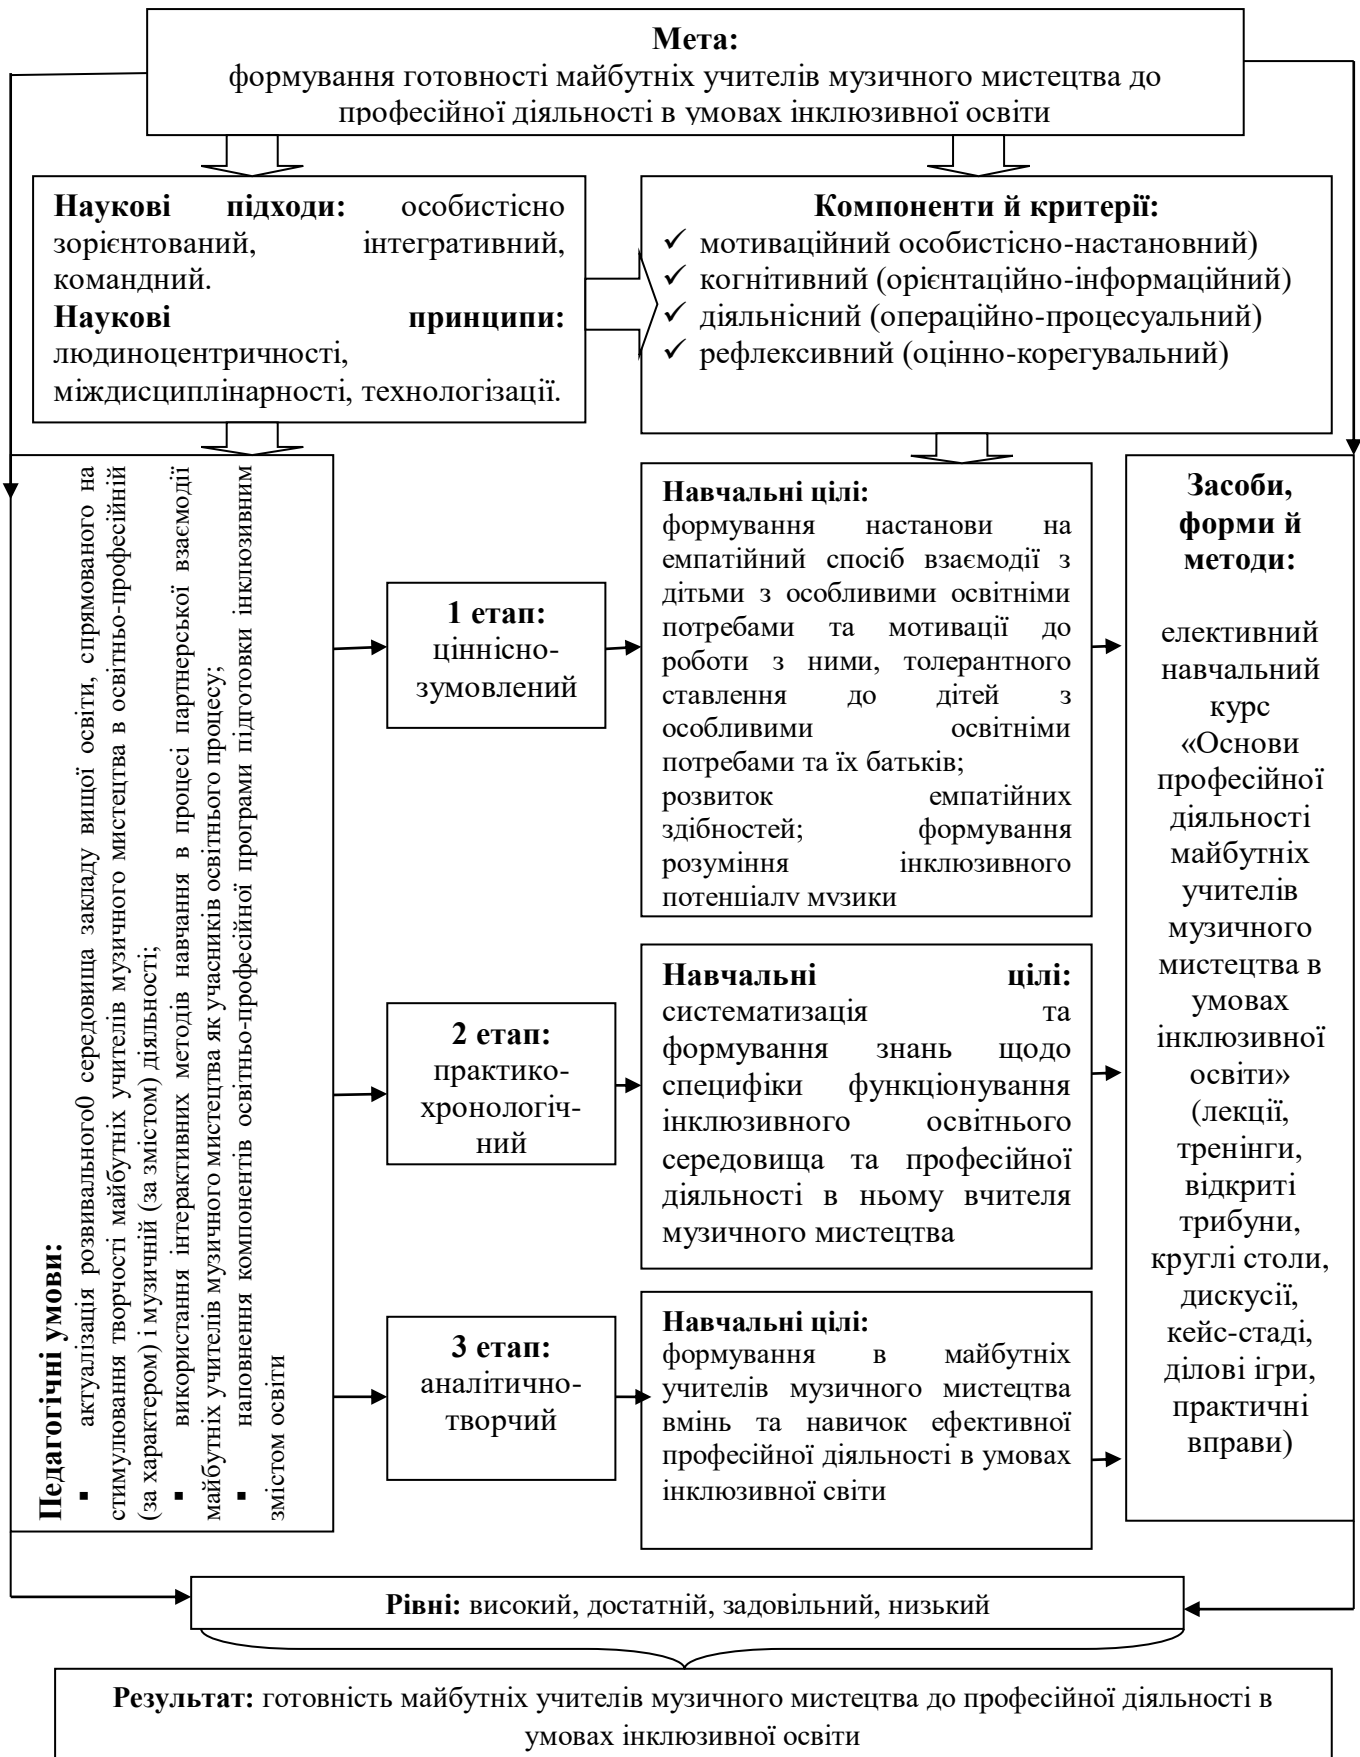 Мета:
формування готовності майбутніх учителів музичного мистецтва до
професійної діяльності в умовах інклюзивної освіти
Наукові підходи: особистісно
зорієнтований, інтегративний,
командний.
Наукові принципи:
людиноцентричності,
міждисциплінарності, технологізації.
Компоненти й критерії:
✓ мотиваційний особистісно-настановний)
✓ когнітивний (орієнтаційно-інформаційний)
✓ діяльнісний (операційно-процесуальний)
✓ рефлексивний (оцінно-корегувальний)
Педагогічні умови:
▪ актуалізація розвивального0 середовища закладу вищої освіти, спрямованого на
стимулювання творчості майбутніх учителів музичного мистецтва в освітньо-професійній
(за характером) і музичній (за змістом) діяльності;
▪ використання інтерактивних методів навчання в процесі партнерської взаємодії
майбутніх учителів музичного мистецтва як учасників освітнього процесу;
▪ наповнення компонентів освітньо-професійної програми підготовки інклюзивним
змістом освіти
1 етап:
ціннісно-
зумовлений
Навчальні цілі:
формування настанови на
емпатійний спосіб взаємодії з
дітьми з особливими освітніми
потребами та мотивації до
роботи з ними, толерантного
ставлення до дітей з
особливими освітніми
потребами та їх батьків;
розвиток емпатійних
здібностей; формування
розуміння інклюзивного
потенціалу музики
2 етап:
практико-
хронологіч-
ний
Навчальні цілі:
систематизація та
формування знань щодо
специфіки функціонування
інклюзивного освітнього
середовища та професійної
діяльності в ньому вчителя
музичного мистецтва
3 етап:
аналітично-
творчий
Навчальні цілі:
формування в майбутніх
учителів музичного мистецтва
вмінь та навичок ефективної
професійної діяльності в умовах
інклюзивної світи
Засоби,
форми й
методи:
елективний
навчальний
курс
«Основи
професійної
діяльності
майбутніх
учителів
музичного
мистецтва в
умовах
інклюзивної
освіти»
(лекції,
тренінги,
відкриті
трибуни,
круглі столи,
дискусії,
кейс-стаді,
ділові ігри,
практичні
вправи)
Рівні: високий, достатній, задовільний, низький
Результат: готовність майбутніх учителів музичного мистецтва до професійної діяльності в
умовах інклюзивної освіти